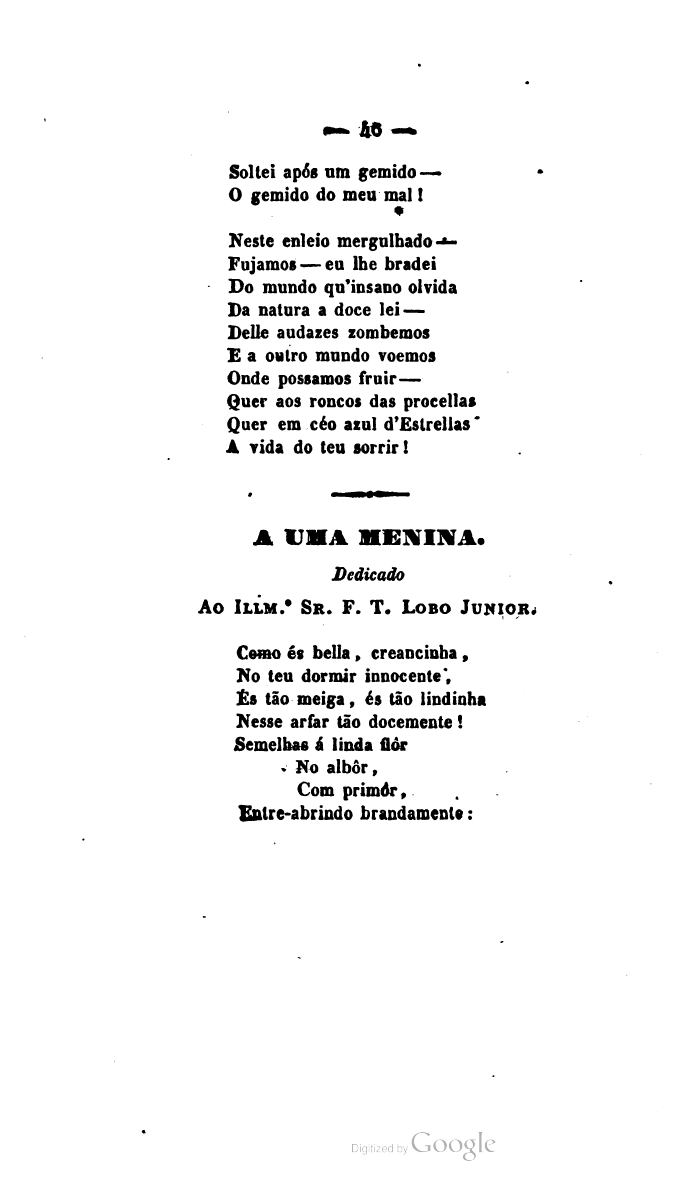 — 46 —
Soltei após um gemido —
O gemido do meu mal !
Neste enleio mergulhado —
Fujamos — eu lhe bradei
Do mundo qu'insano olvida
Da natura a doce lei —
Delle audazes zombemos
E a outro mundo voemos
Onde possamos fruir —
Quer aos roncos das procellas
Quer em céo azul d'Estrellas
A vida do teu sorrir !
A UMA MENINA.
Dedicado
AO ILLM.º SR. F. T. LOBO JUNIOR.
Como és bella , creancinha ,
No teu dormir innocente ,
És tão meiga , és tão lindinha
Nesse arfar tão docemente !
Semelhas á linda flôr
No albôr ,
Com primôr ,
Entre-abrindo brandamente :
Digitized by Google